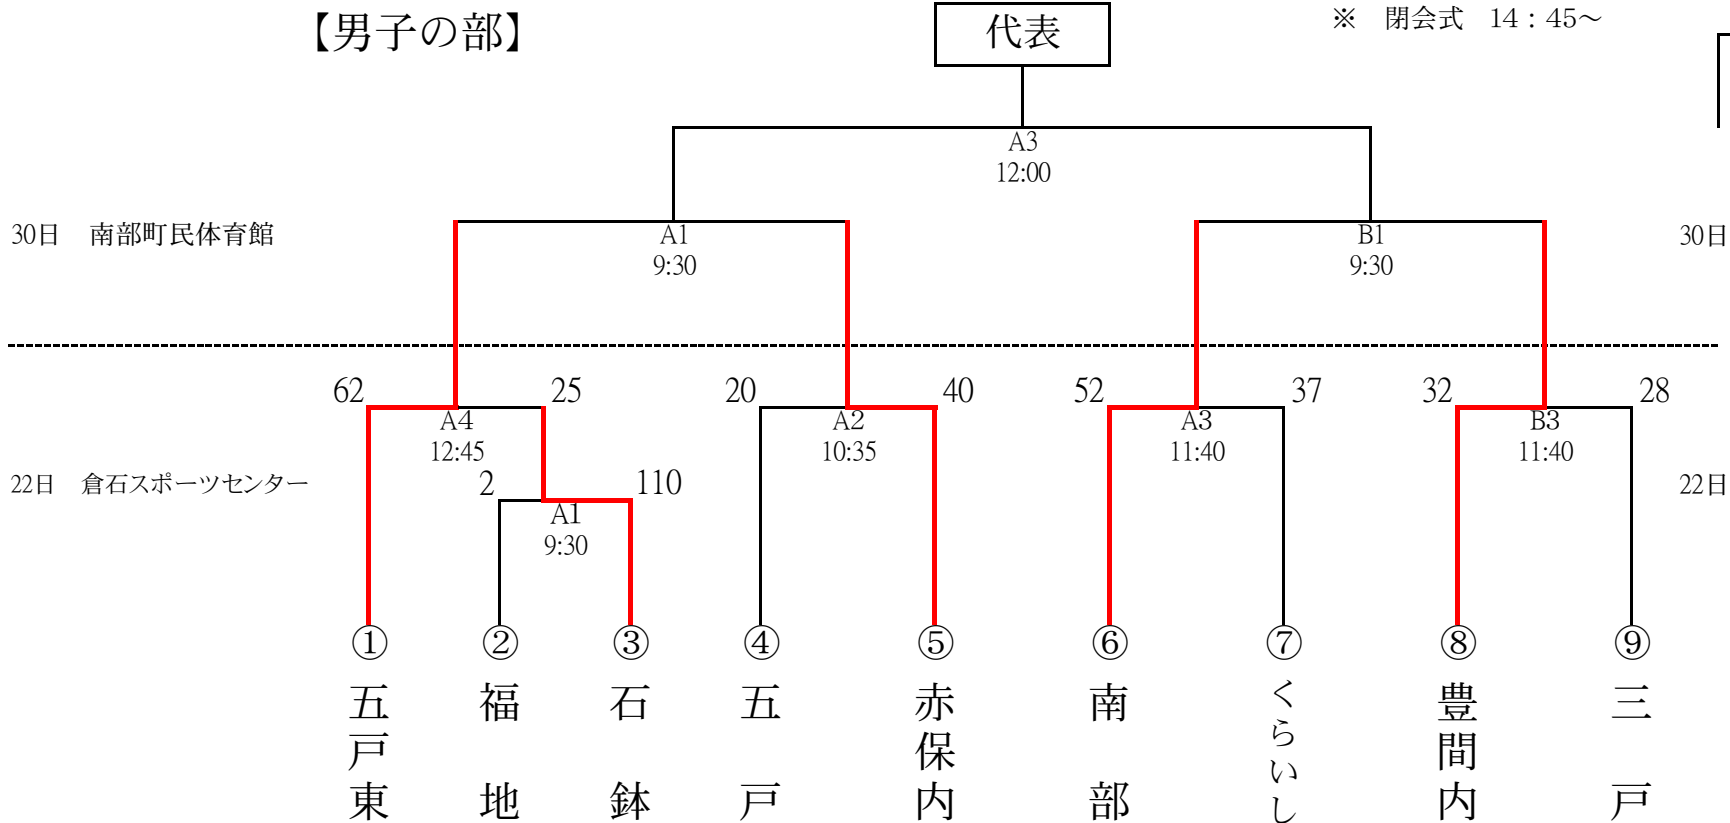 【男子の部】
代表
※　閉会式　14：45～
A3
12:00
30日　南部町民体育館
A1
9:30
B1
9:30
30日
62
25
20
40
52
37
32
28
A4
12:45
A2
10:35
A3
11:40
B3
11:40
22日　倉石スポーツセンター
2
110
22日
A1
9:30
①
②
③
④
⑤
⑥
⑦
⑧
⑨
五戸東
福地
石鉢
五戸
赤保内
南部
くらいし
豊間内
三戸